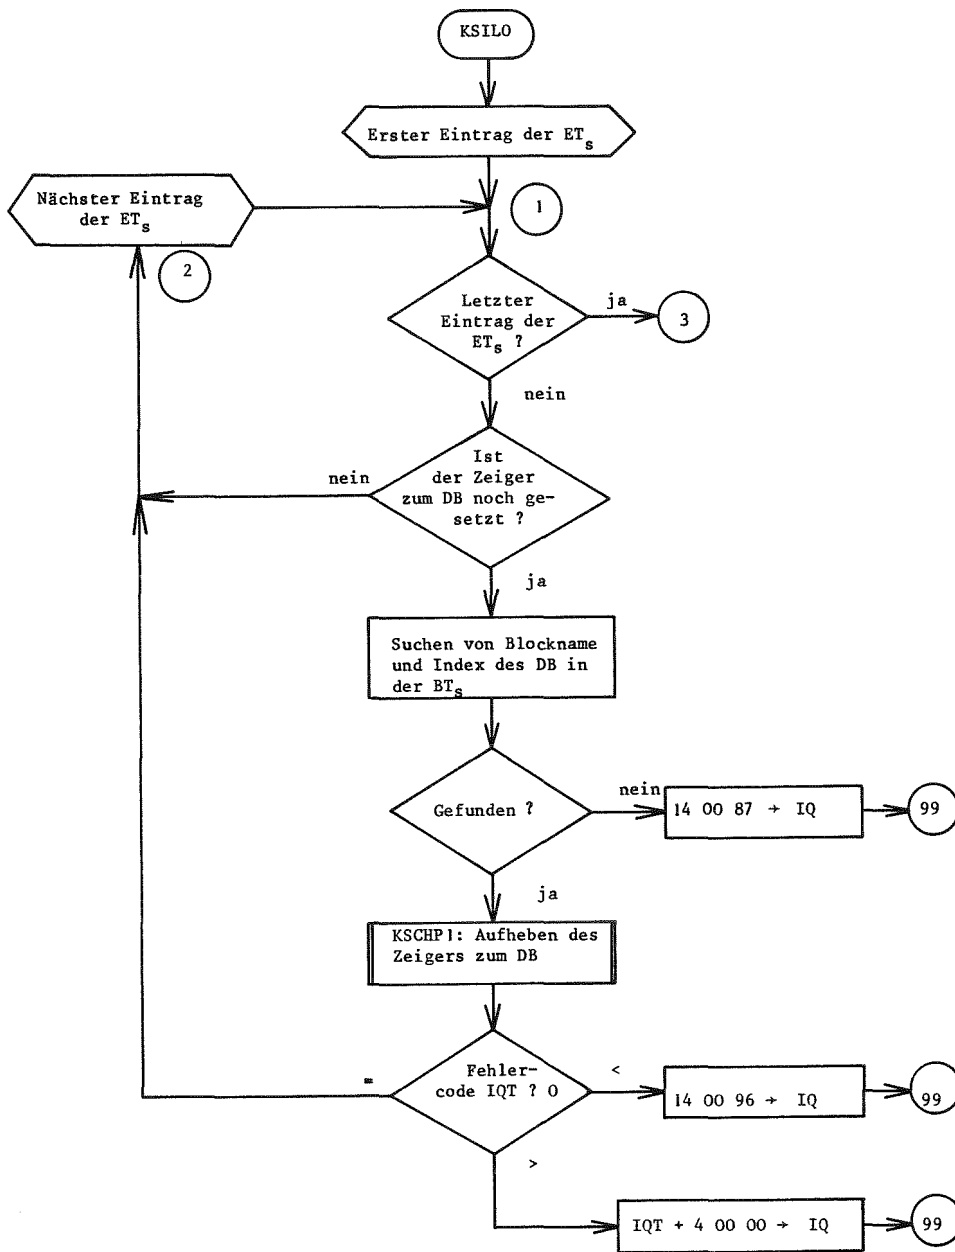 KSILO
Erster Eintrag der ETs
Nächster Eintrag
der ETs
1
2
Letzter
Eintrag der
ETs ?
ja
3
nein
Ist
der Zeiger
zum DB noch ge-
setzt ?
nein
ja
Suchen von Blockname
und Index des DB in
der BTs
Gefunden ?
nein
14 00 87 → IQ
99
ja
KSCHP1: Aufheben des
Zeigers zum DB
Fehler-
code IQT ? 0
=
<
14 00 96 → IQ
99
>
IQT + 4 00 00 → IQ
99